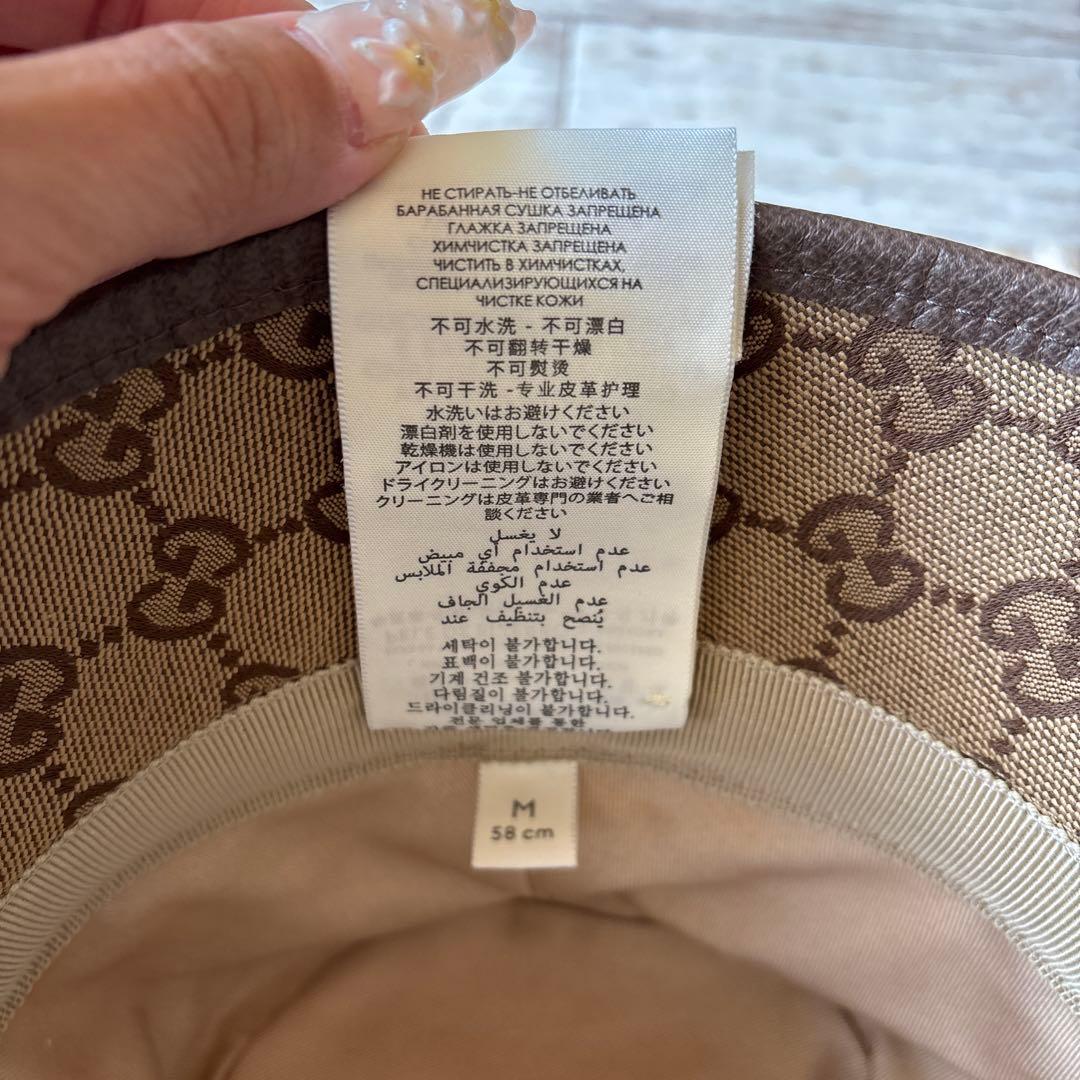 НЕ СТИРАТЬ-НЕ ОТБЕЛИВАТЬ
БАРАБАННАЯ СУШКА ЗАПРЕЩЕНА
ГЛАЖКА ЗАПРЕЩЕНА
ХИМЧИСТКА ЗАПРЕЩЕНА
ЧИСТИТЬ В ХИМЧИСТКАХ,
СПЕЦИАЛИЗИРУЮЩИХСЯ НА
ЧИСТКЕ КОЖИ
不可水洗 - 不可漂白
不可翻转干燥
不可熨烫
不可干洗 -专业皮革护理
水洗いはお避けください
漂白剤を使用しないでください
乾燥機は使用しないでください
アイロンは使用しないでください
ドライクリーニングはお避けください
クリーニングは皮革専門の業者へご相
談ください
لا يغسل
عدم استخدام أي مبيض
عدم استخدام مجففة الملابس
عدم الكوي
عدم الغسيل الجاف
يُنصح بتنظيف عند
세탁이 불가합니다.
표백이 불가합니다.
기계 건조 불가합니다.
다림질이 불가합니다.
드라이클리닝이 불가합니다.
전문 업체를 통한
M
58 cm